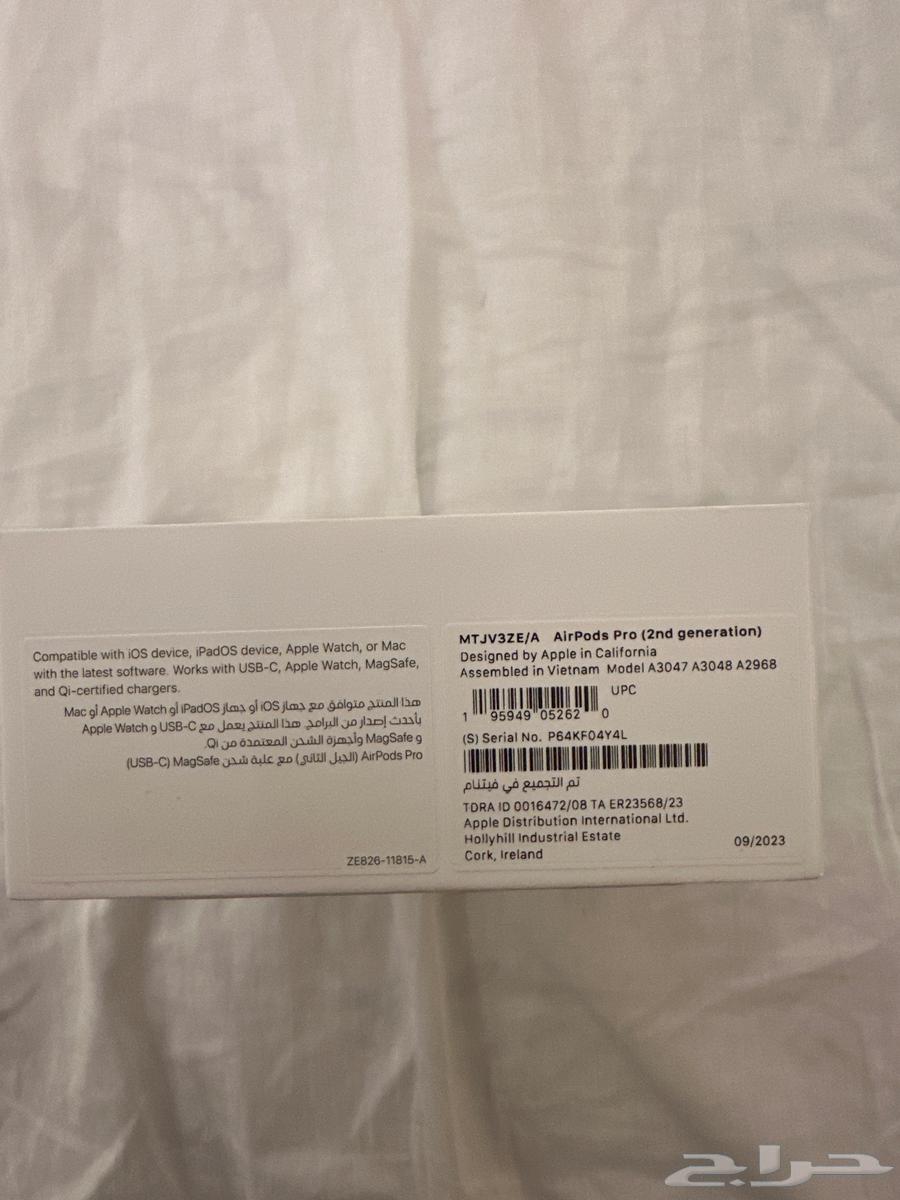 Compatible with iOS device, iPadOS device, Apple Watch, or Mac
with the latest software. Works with USB-C, Apple Watch, MagSafe,
and Qi-certified chargers.
هذا المنتج متوافق مع جهاز iOS أو جهاز iPadOS أو Apple Watch أو Mac
بأحدث إصدار من البرامج. هذا المنتج يعمل مع USB-C و Apple Watch
و MagSafe وأجهزة الشحن المعتمدة من Qi.
AirPods Pro (الجيل الثاني) مع علبة شحن MagSafe (USB-C)
ZE826-11815-A
MTJV3ZE/A AirPods Pro (2nd generation)
Designed by Apple in California
Assembled in Vietnam Model A3047 A3048 A2968
UPC
1 95949 05262 0
(S) Serial No. P64KF04Y4L
تم التجميع في فيتنام
TDRA ID 0016472/08 TA ER23568/23
Apple Distribution International Ltd.
Hollyhill Industrial Estate
Cork, Ireland
09/2023
حراج